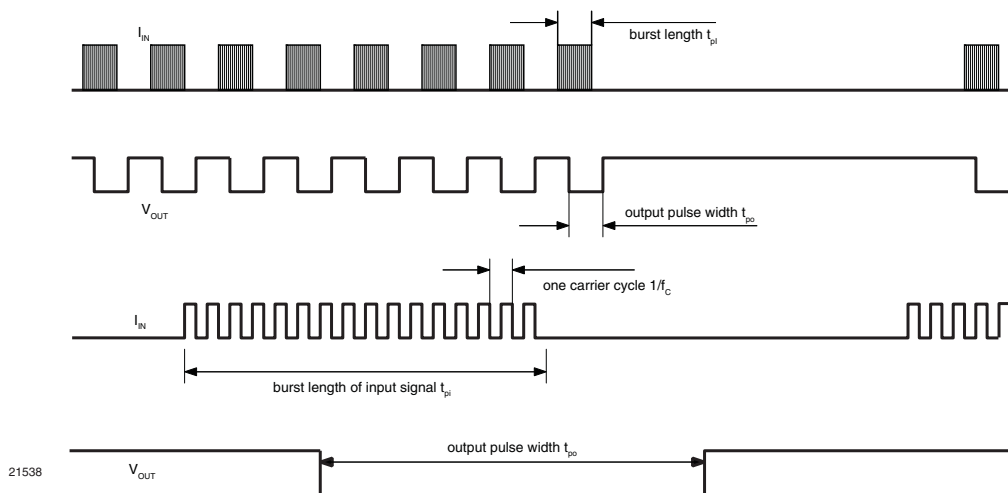 I_IN
burst length t_pi
V_OUT
output pulse width t_po
one carrier cycle 1/f_C
I_IN
burst length of input signal t_pi
output pulse width t_po
V_OUT
21538